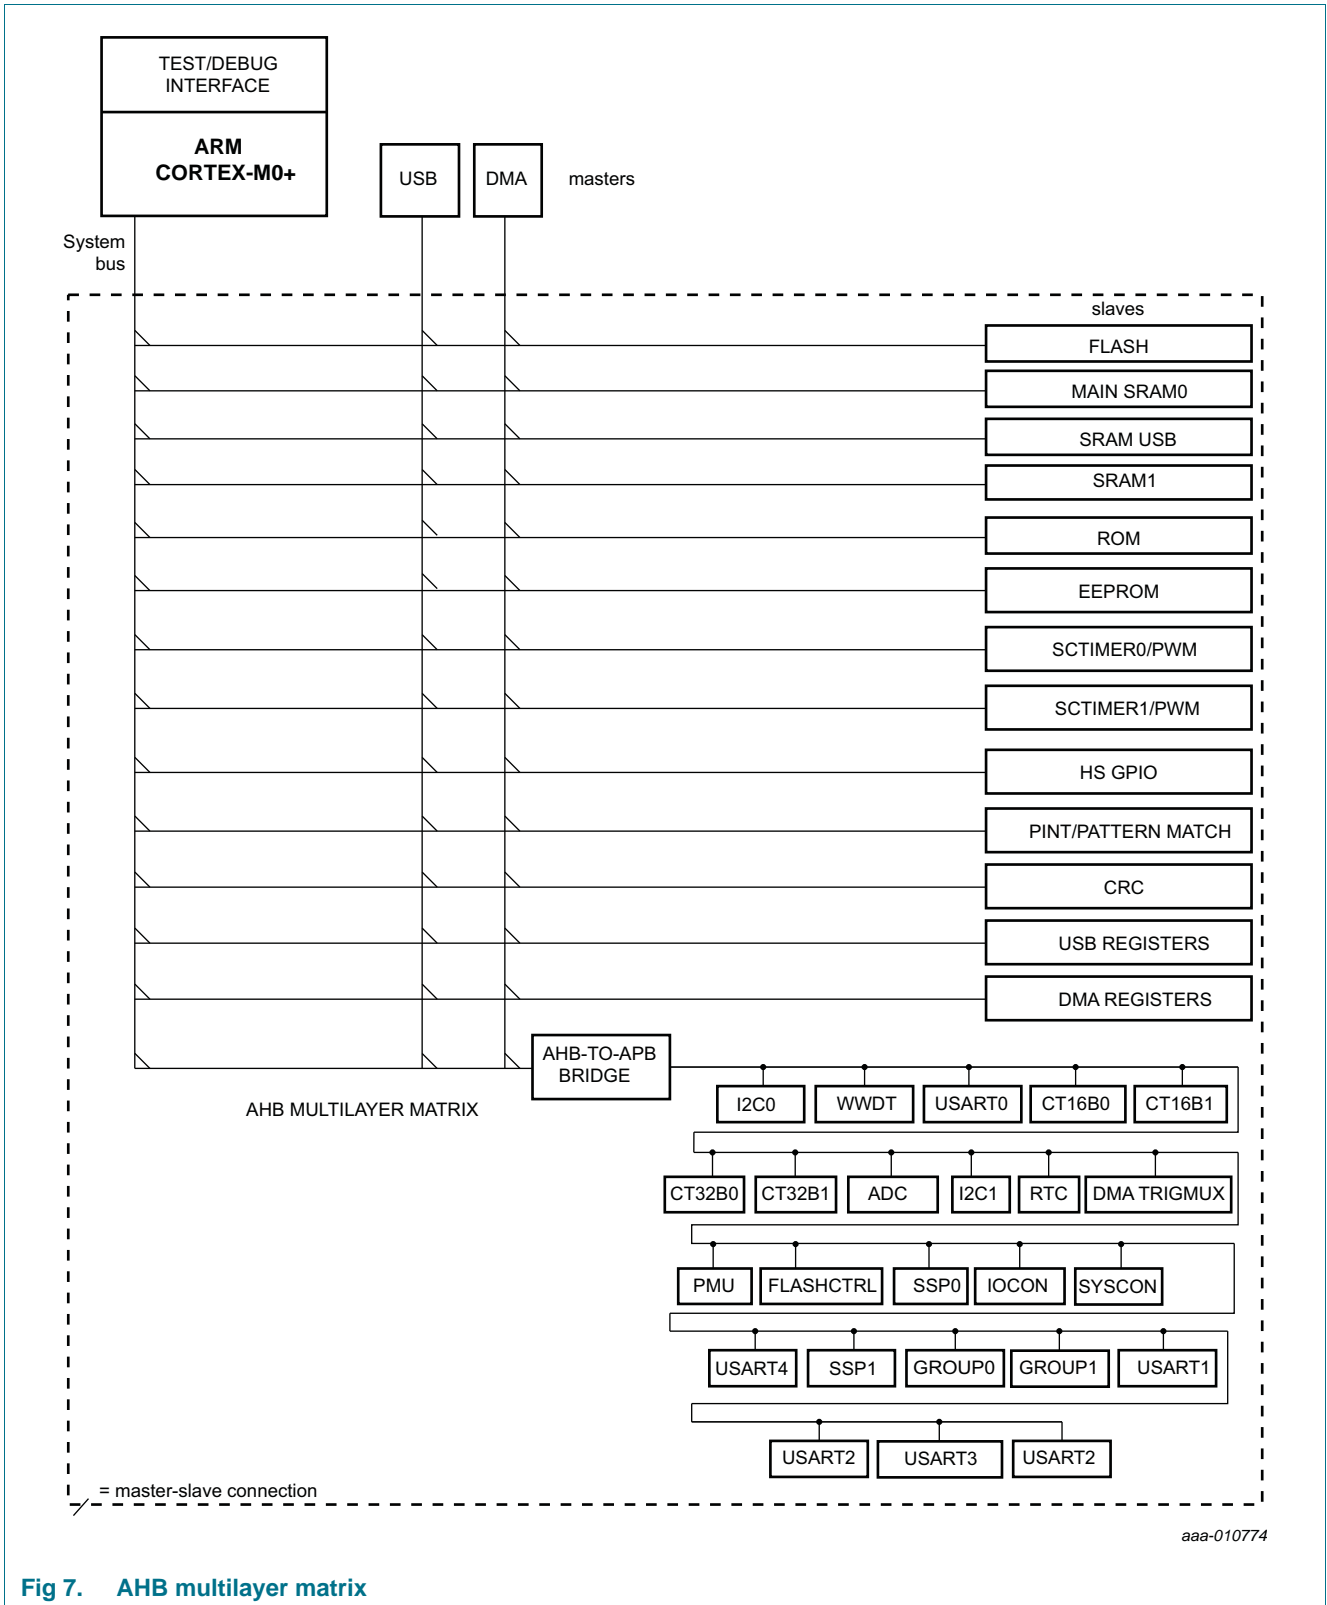 TEST/DEBUG
INTERFACE
ARM
CORTEX-M0+
USB
DMA
masters
System
bus
slaves
FLASH
MAIN SRAM0
SRAM USB
SRAM1
ROM
EEPROM
SCTIMER0/PWM
SCTIMER1/PWM
HS GPIO
PINT/PATTERN MATCH
CRC
USB REGISTERS
DMA REGISTERS
AHB-TO-APB
BRIDGE
AHB MULTILAYER MATRIX
I2C0
WWDT
USART0
CT16B0
CT16B1
CT32B0
CT32B1
ADC
I2C1
RTC
DMA TRIGMUX
PMU
FLASHCTRL
SSP0
IOCON
SYSCON
USART4
SSP1
GROUP0
GROUP1
USART1
USART2
USART3
USART2
= master-slave connection
aaa-010774
Fig 7. AHB multilayer matrix